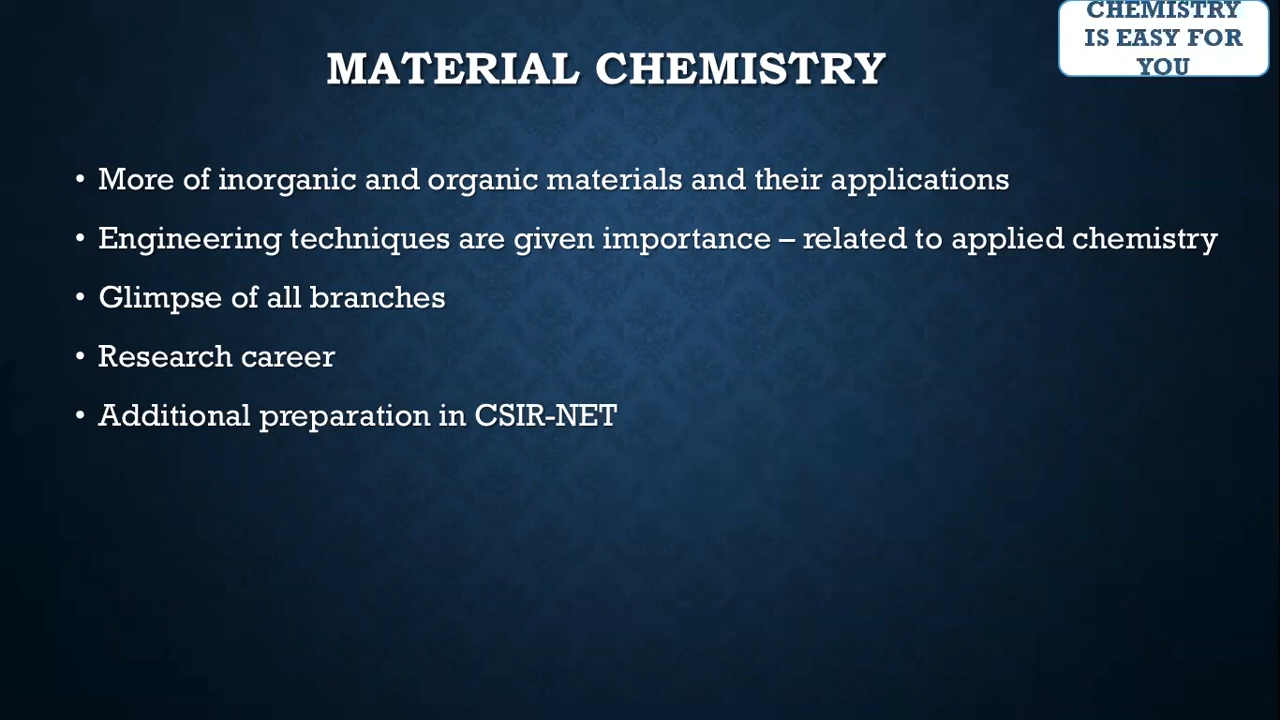 CHEMISTRY
IS EASY FOR
YOU
MATERIAL CHEMISTRY
• More of inorganic and organic materials and their applications
• Engineering techniques are given importance – related to applied chemistry
• Glimpse of all branches
• Research career
• Additional preparation in CSIR-NET